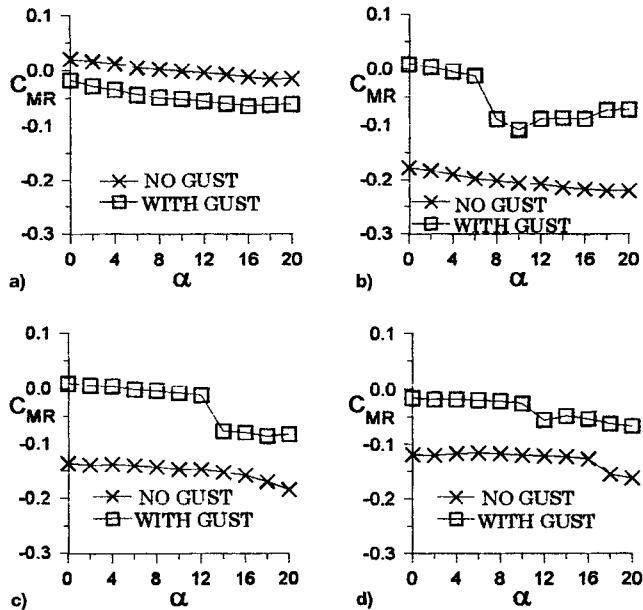 0.1
0.0
C_MR
-0.1
-0.2
-0.3
NO GUST
WITH GUST
0 4 8 12 16 20
α
a)
0.1
0.0
C_MR
-0.1
-0.2
-0.3
NO GUST
WITH GUST
0 4 8 12 16 20
α
b)
0.1
0.0
C_MR
-0.1
-0.2
-0.3
NO GUST
WITH GUST
0 4 8 12 16 20
α
c)
0.1
0.0
C_MR
-0.1
-0.2
-0.3
NO GUST
WITH GUST
0 4 8 12 16 20
α
d)